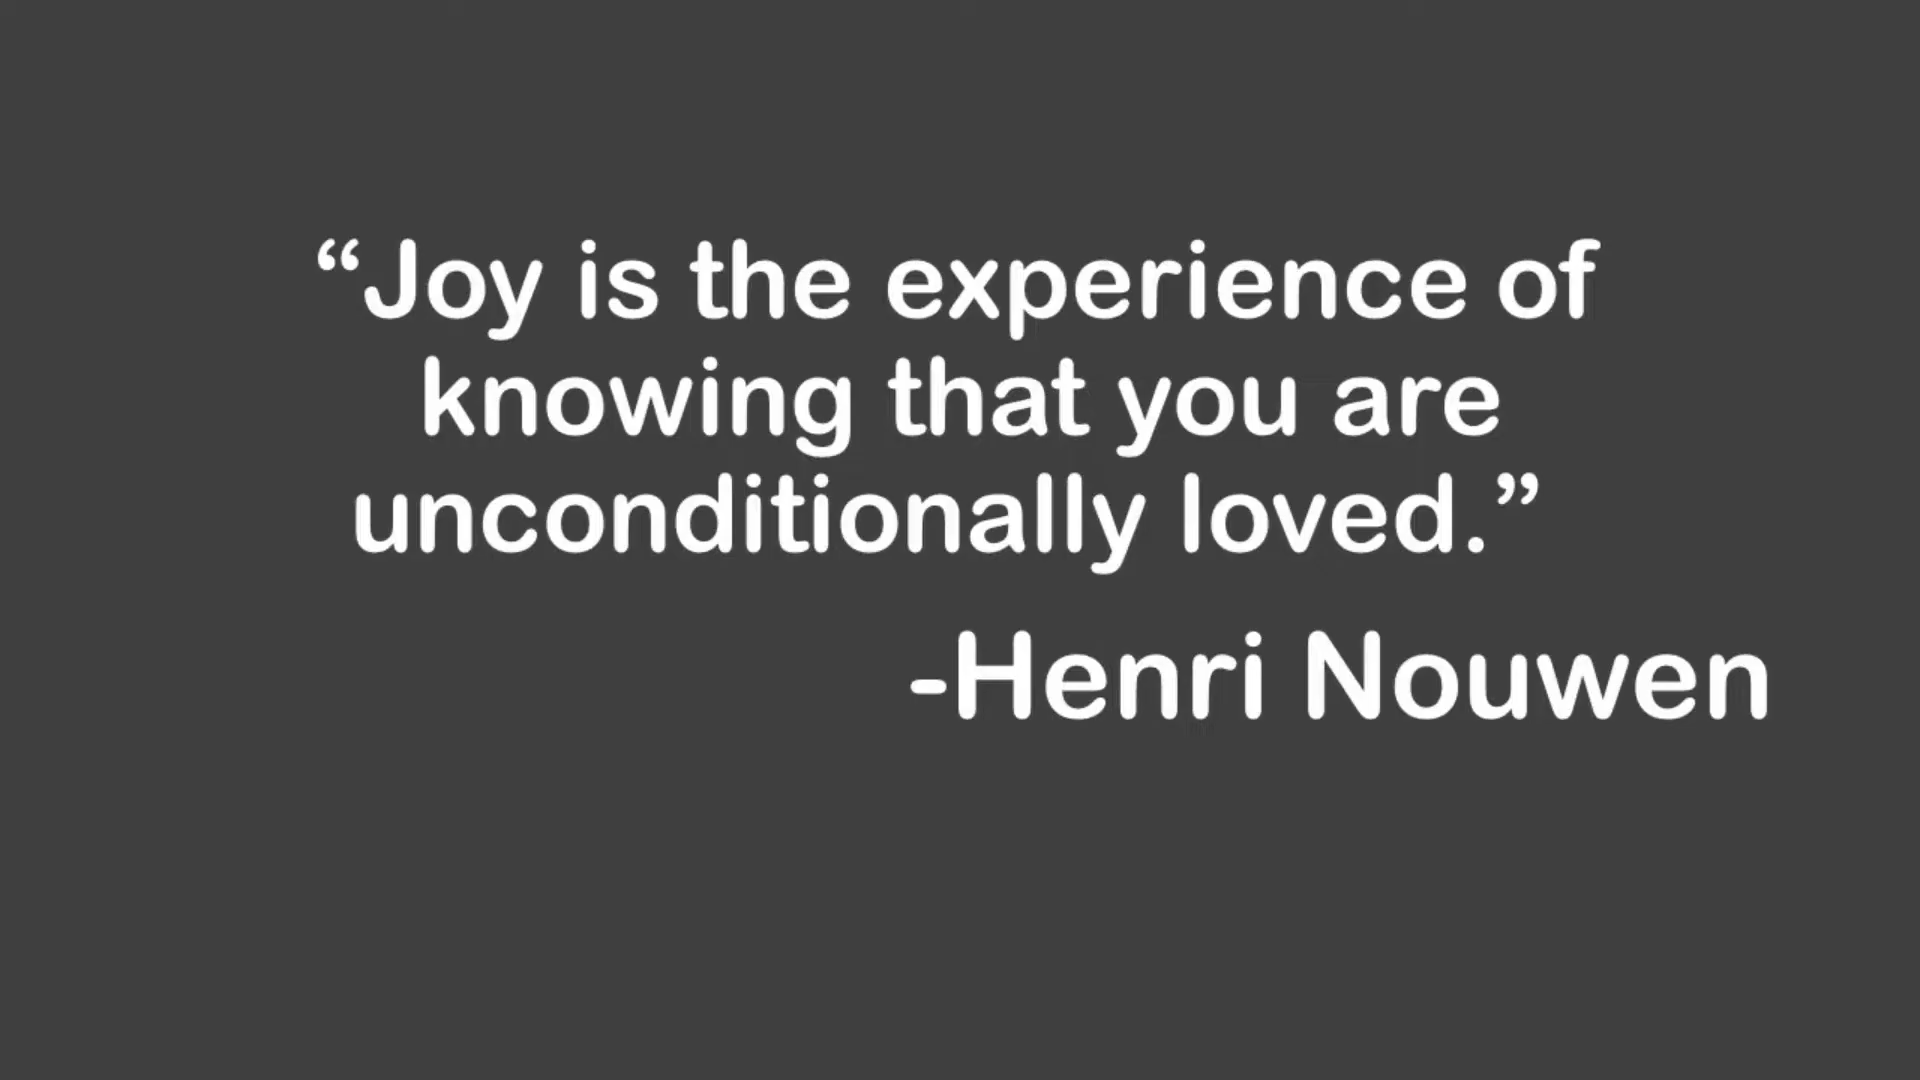 “Joy is the experience of
knowing that you are
unconditionally loved.”
-Henri Nouwen